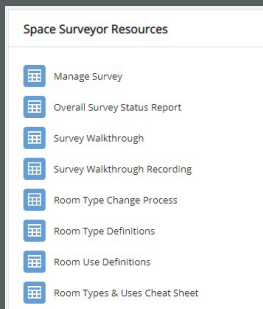 Space Surveyor Resources
Manage Survey
Overall Survey Status Report
Survey Walkthrough
Survey Walkthrough Recording
Room Type Change Process
Room Type Definitions
Room Use Definitions
Room Types & Uses Cheat Sheet